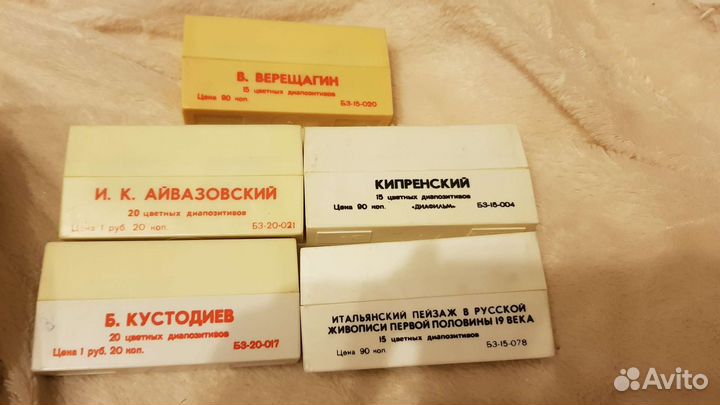 В. ВЕРЕЩАГИН
15 цветных диапозитивов
Цена 90 коп.
БЗ-15-020
И. К. АЙВАЗОВСКИЙ
20 цветных диапозитивов
Цена 1 руб. 20 коп.
БЗ-20-021
КИПРЕНСКИЙ
15 цветных диапозитивов
Цена 90 коп. «ДИАФИЛЬМ» БЗ-15-004
Б. КУСТОДИЕВ
20 цветных диапозитивов
Цена 1 руб. 20 коп.
БЗ-20-017
ИТАЛЬЯНСКИЙ ПЕЙЗАЖ В РУССКОЙ
ЖИВОПИСИ ПЕРВОЙ ПОЛОВИНЫ 19 ВЕКА
15 цветных диапозитивов
Цена 90 коп.
БЗ-15-078
Avito